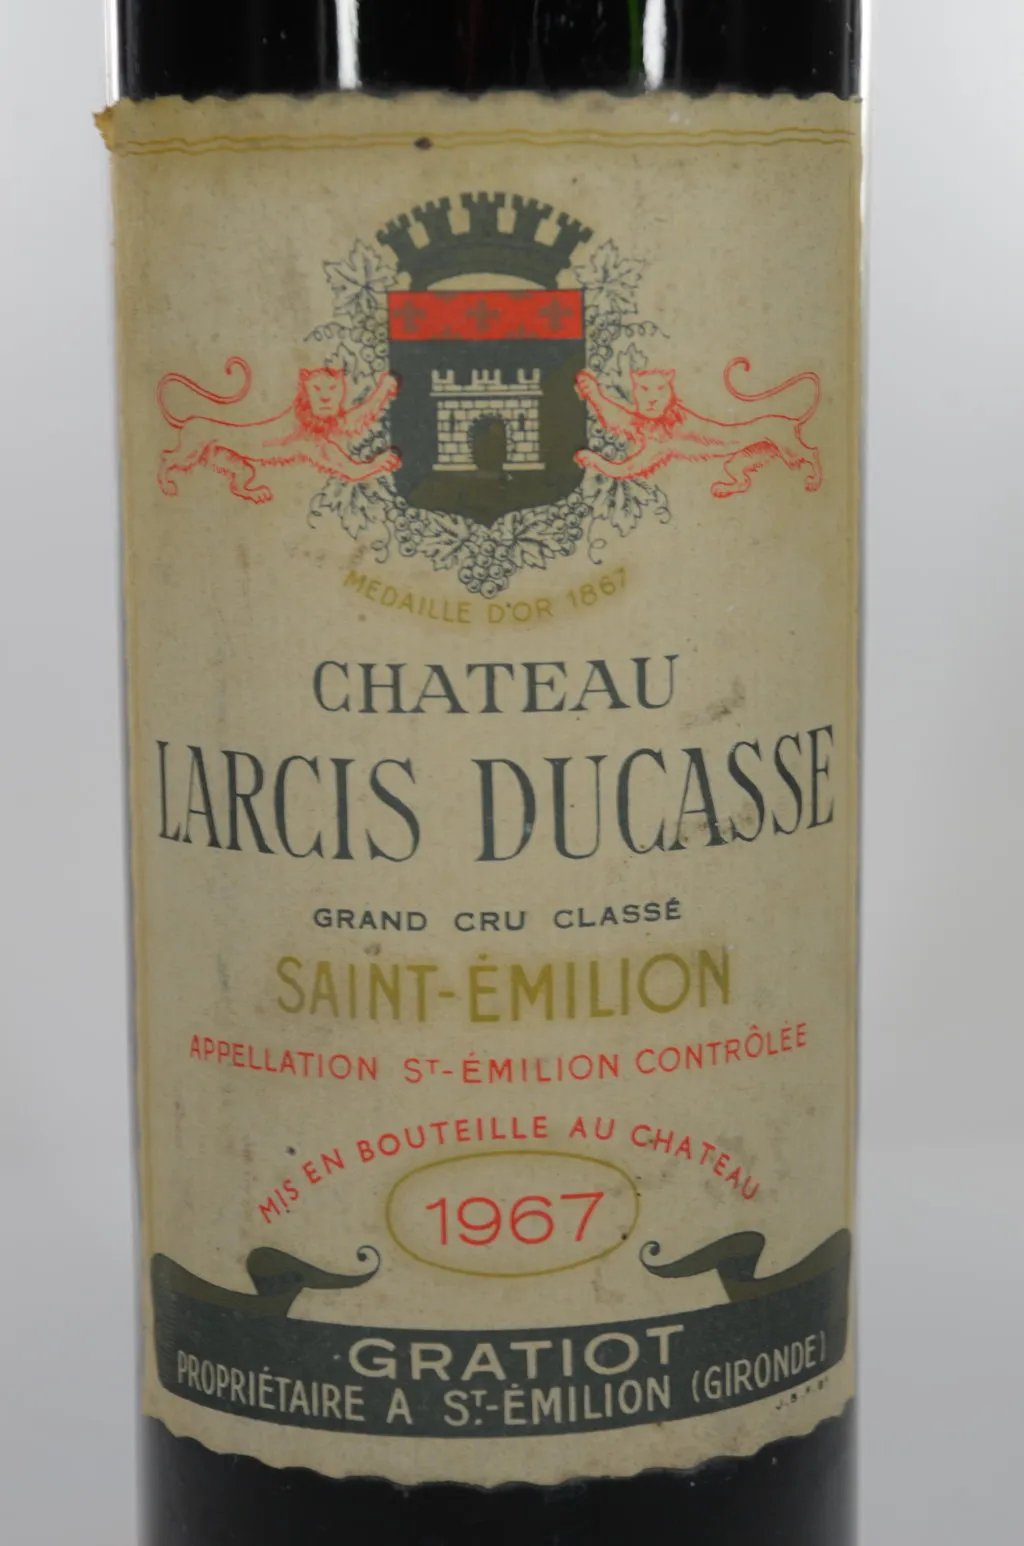 MÉDAILLE D'OR 1867
CHATEAU
LARCIS DUCASSE
GRAND CRU CLASSÉ
SAINT-ÉMILION
APPELLATION ST-ÉMILION CONTRÔLÉE
MIS EN BOUTEILLE AU CHATEAU
1967
GRATIOT
PROPRIÉTAIRE A ST-ÉMILION (GIRONDE)